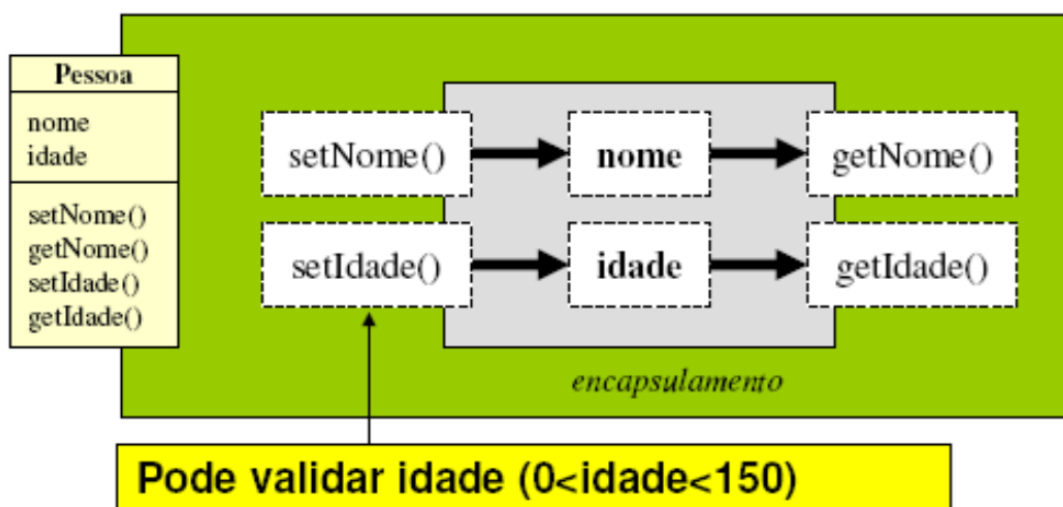 Pessoa
nome
idade
setNome()
getNome()
setIdade()
getIdade()
setNome() nome getNome()
setIdade() idade getIdade()
encapsulamento
Pode validar idade (0<idade<150)